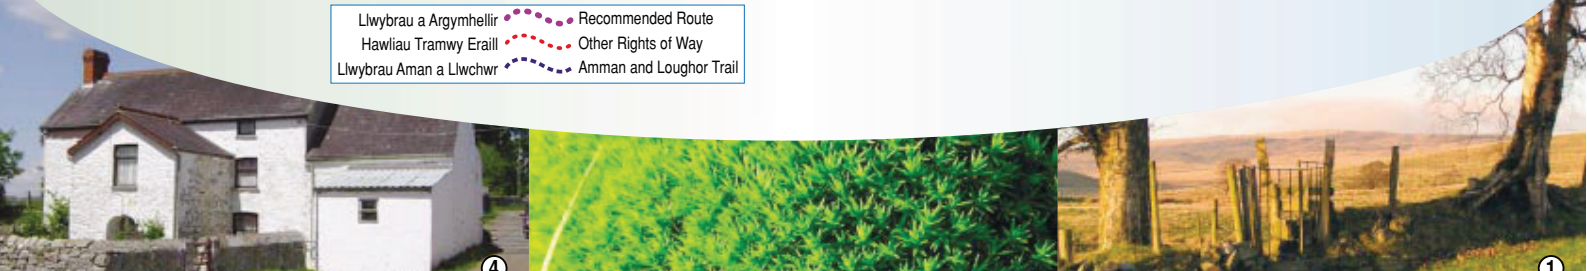 Llwybrau a Argymhellir Recommended Route
Hawliau Tramwy Eraill Other Rights of Way
Llwybrau Aman a Llwchwr Amman and Loughor Trail
4
1